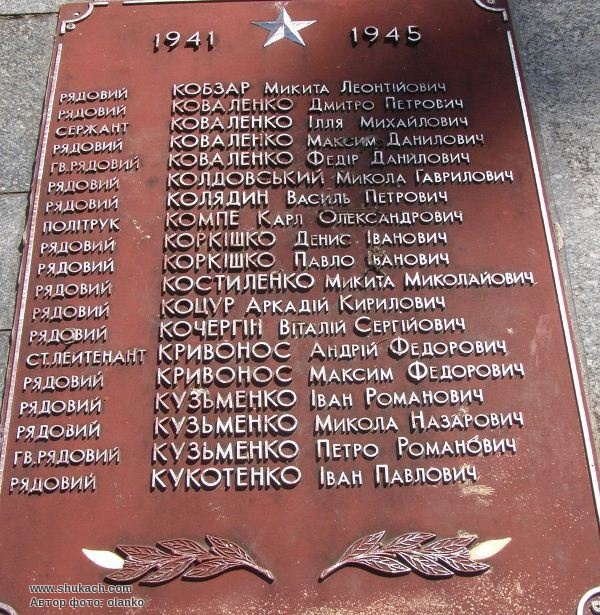 1941 1945
РЯДОВИЙ КОБЗАР Микита Леонтійович
РЯДОВИЙ КОВАЛЕНКО Дмитро Петрович
СЕРЖАНТ КОВАЛЕНКО Ілля Михайлович
РЯДОВИЙ КОВАЛЕНКО Максим Данилович
ГВ.РЯДОВИЙ КОВАЛЕНКО Федір Данилович
РЯДОВИЙ КОЛДОВСЬКИЙ Микола Гаврилович
РЯДОВИЙ КОЛЯДИН Василь Петрович
ПОЛІТРУК КОМПЕ Карл Олександрович
РЯДОВИЙ КОРКІШКО Денис Іванович
РЯДОВИЙ КОРКІШКО Павло Іванович
РЯДОВИЙ КОСТИЛЕНКО Микита Миколайович
РЯДОВИЙ КОЦУР Аркадій Кирилович
РЯДОВИЙ КОЧЕРГІН Віталій Сергійович
СТ.ЛЕЙТЕНАНТ КРИВОНОС Андрій Федорович
РЯДОВИЙ КРИВОНОС Максим Федорович
РЯДОВИЙ КУЗЬМЕНКО Іван Романович
РЯДОВИЙ КУЗЬМЕНКО Микола Назарович
ГВ.РЯДОВИЙ КУЗЬМЕНКО Петро Романович
РЯДОВИЙ КУКОТЕНКО Іван Павлович
www.shukach.com
Автор фото: olanko